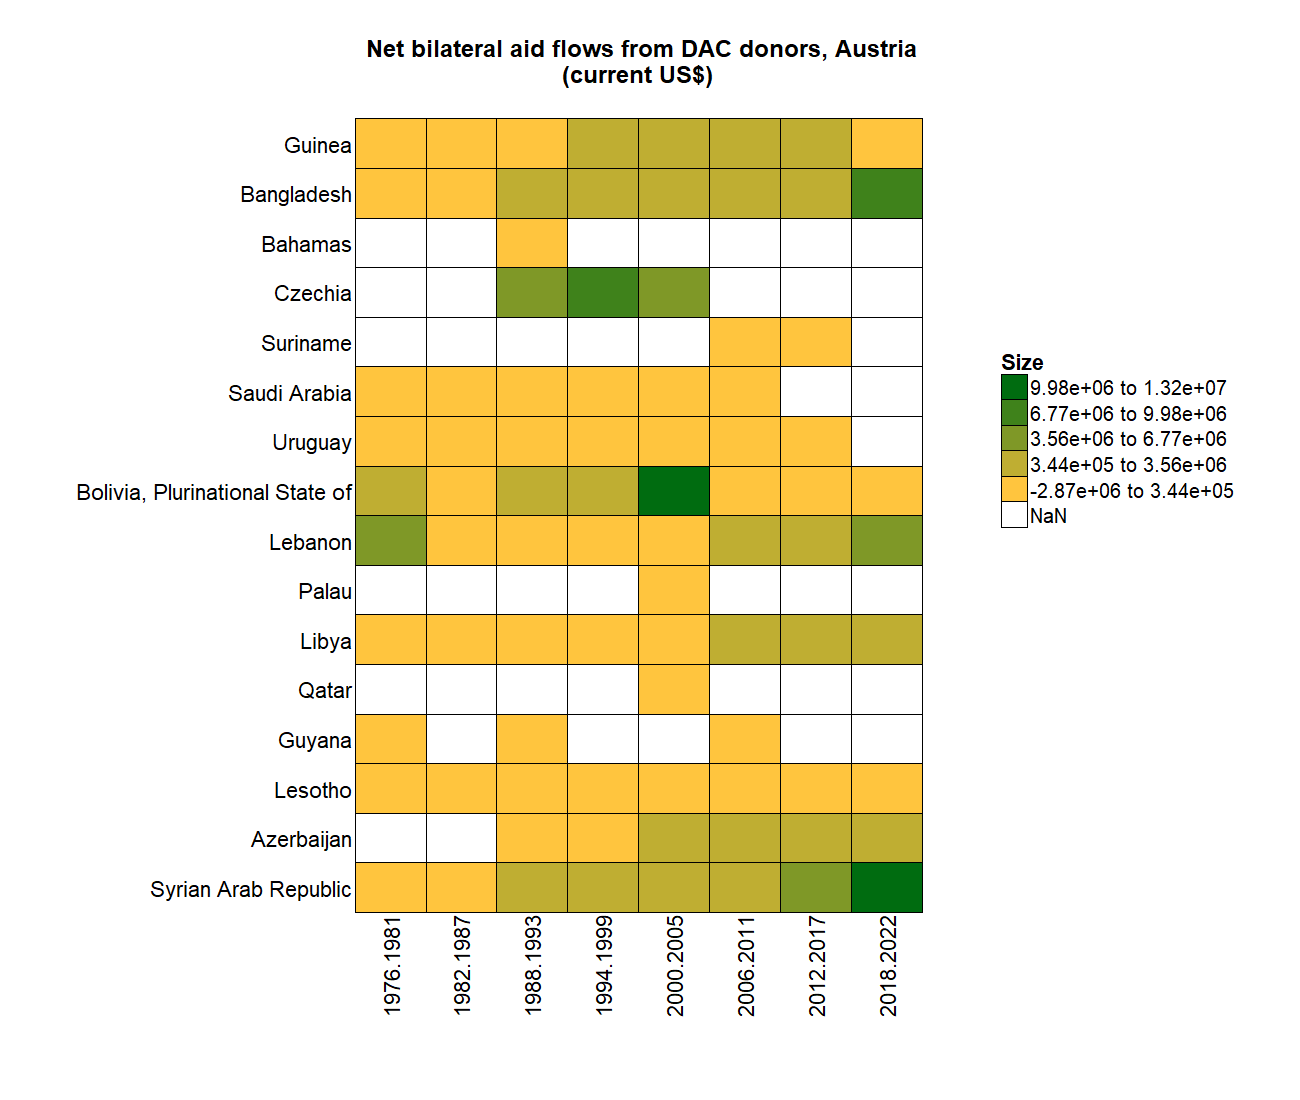 Net bilateral aid flows from DAC donors, Austria
(current US$)
Guinea
Bangladesh
Bahamas
Czechia
Suriname
Saudi Arabia
Uruguay
Bolivia, Plurinational State of
Lebanon
Palau
Libya
Qatar
Guyana
Lesotho
Azerbaijan
Syrian Arab Republic
1976.1981
1982.1987
1988.1993
1994.1999
2000.2005
2006.2011
2012.2017
2018.2022
Size
9.98e+06 to 1.32e+07
6.77e+06 to 9.98e+06
3.56e+06 to 6.77e+06
3.44e+05 to 3.56e+06
-2.87e+06 to 3.44e+05
NaN